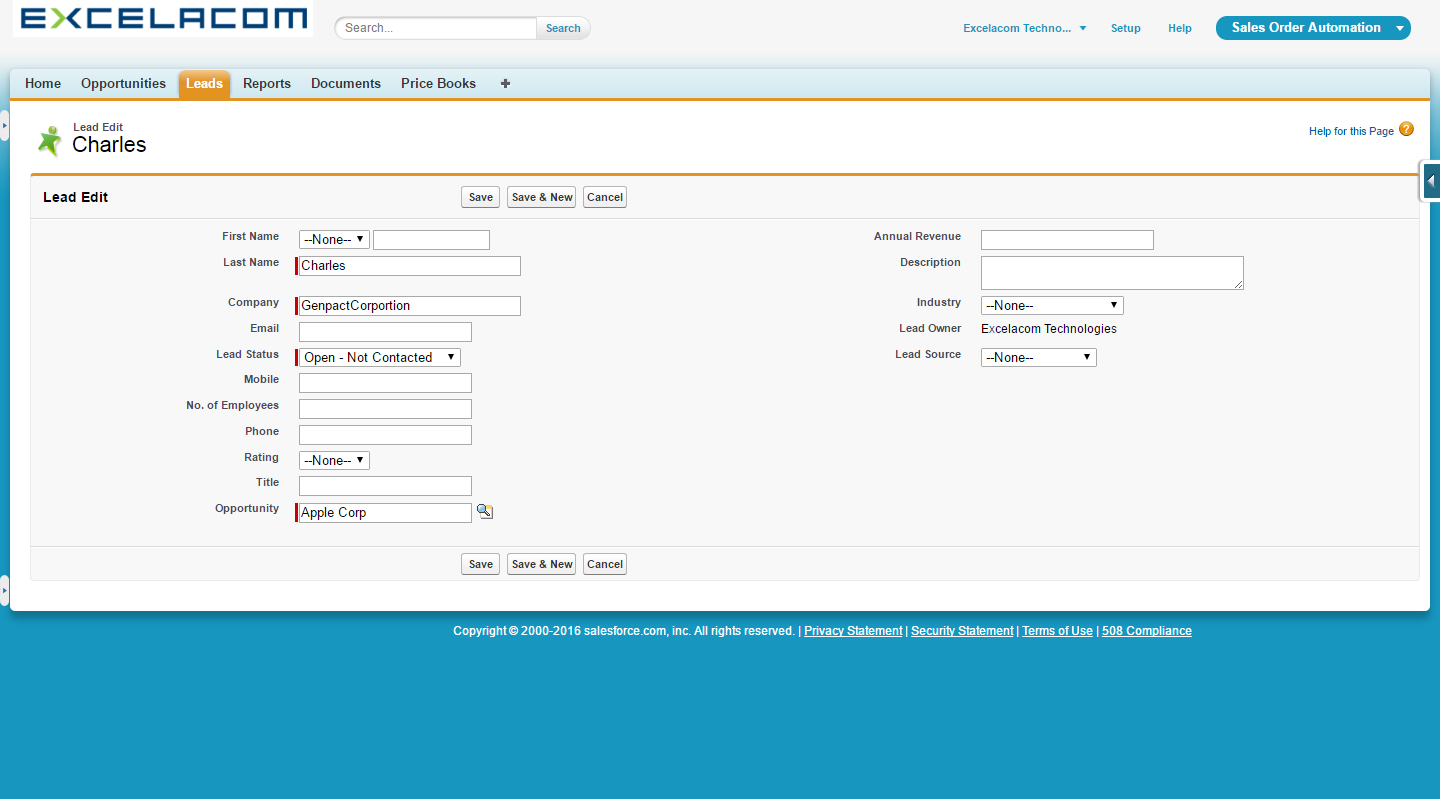 EXCELACOM
Search...
Search
Excelacom Techno...
Setup
Help
Sales Order Automation
Home
Opportunities
Leads
Reports
Documents
Price Books
Lead Edit
Charles
Help for this Page
?
Lead Edit
Save
Save & New
Cancel
First Name
--None--
Annual Revenue
Last Name
Charles
Description
Company
GenpactCorportion
Industry
--None--
Email
Lead Owner
Excelacom Technologies
Lead Status
Open - Not Contacted
Lead Source
--None--
Mobile
No. of Employees
Phone
Rating
--None--
Title
Opportunity
Apple Corp
Save
Save & New
Cancel
Copyright © 2000-2016 salesforce.com, inc. All rights reserved. | Privacy Statement | Security Statement | Terms of Use | 508 Compliance